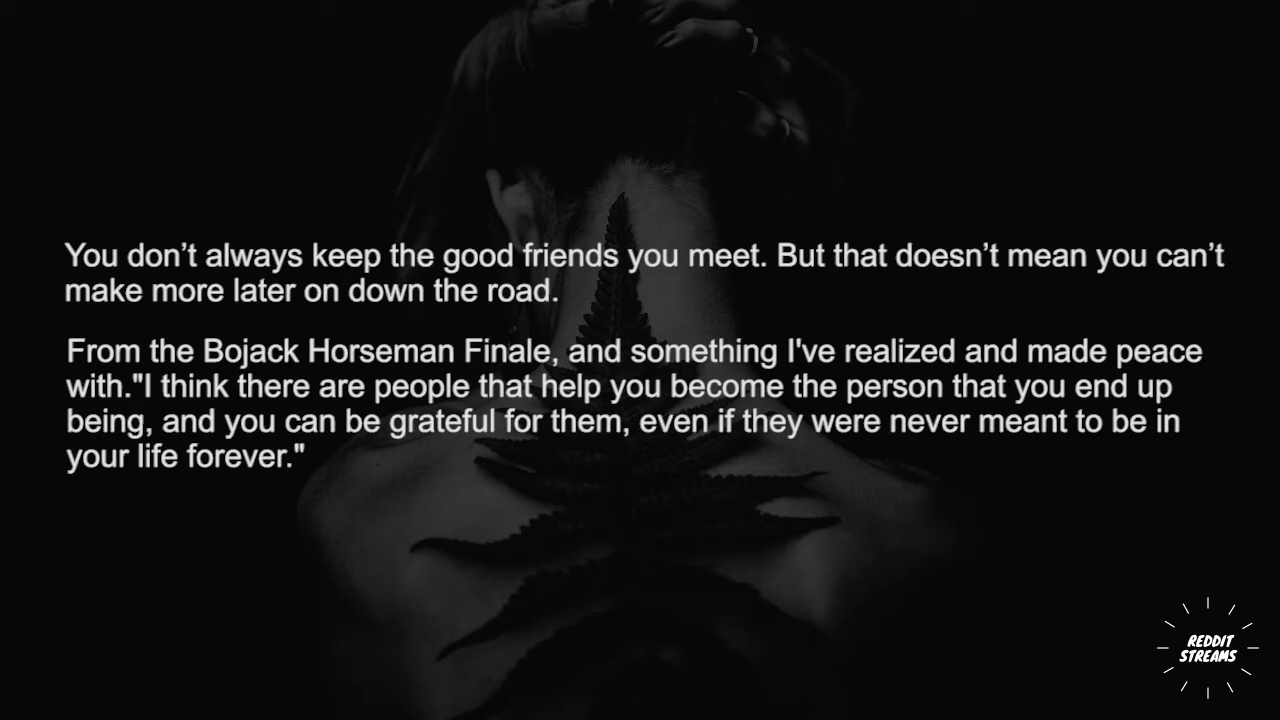 You don’t always keep the good friends you meet. But that doesn’t mean you can’t
make more later on down the road.
From the Bojack Horseman Finale, and something I've realized and made peace
with."I think there are people that help you become the person that you end up
being, and you can be grateful for them, even if they were never meant to be in
your life forever."
REDDIT
STREAMS